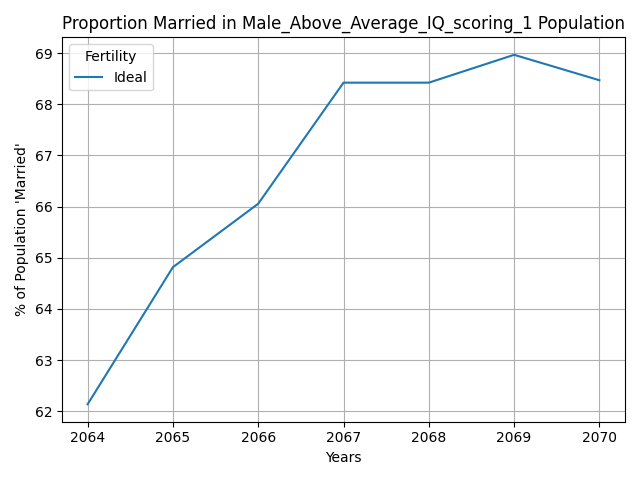 Proportion Married in Male_Above_Average_IQ_scoring_1 Population
Fertility
Ideal
69
68
67
66
65
64
63
62
% of Population 'Married'
2064 2065 2066 2067 2068 2069 2070
Years